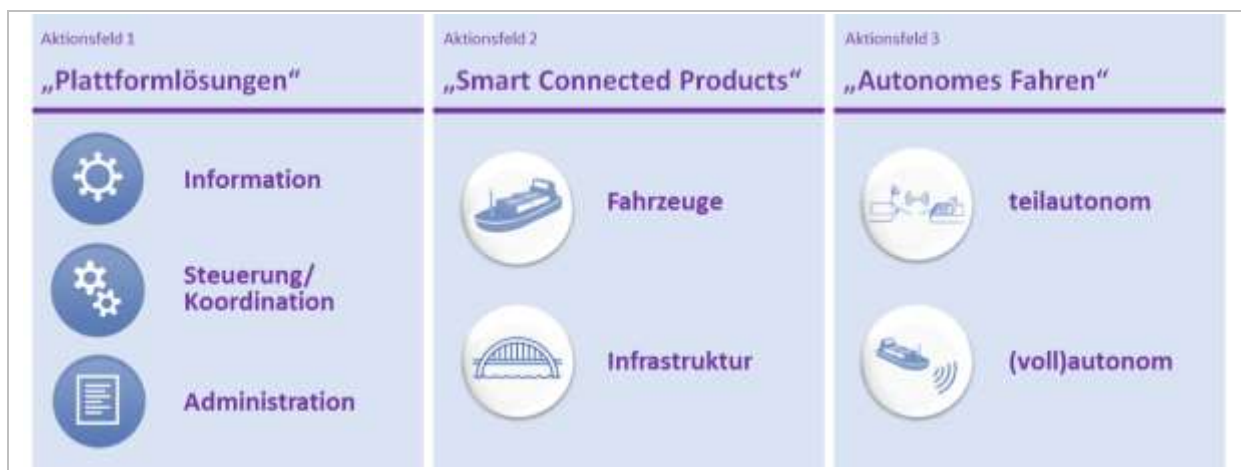 Aktionsfeld 1
„Plattformlösungen“
Information
Steuerung/
Koordination
Administration
Aktionsfeld 2
„Smart Connected Products“
Fahrzeuge
Infrastruktur
Aktionsfeld 3
„Autonomes Fahren“
teilautonom
(voll)autonom